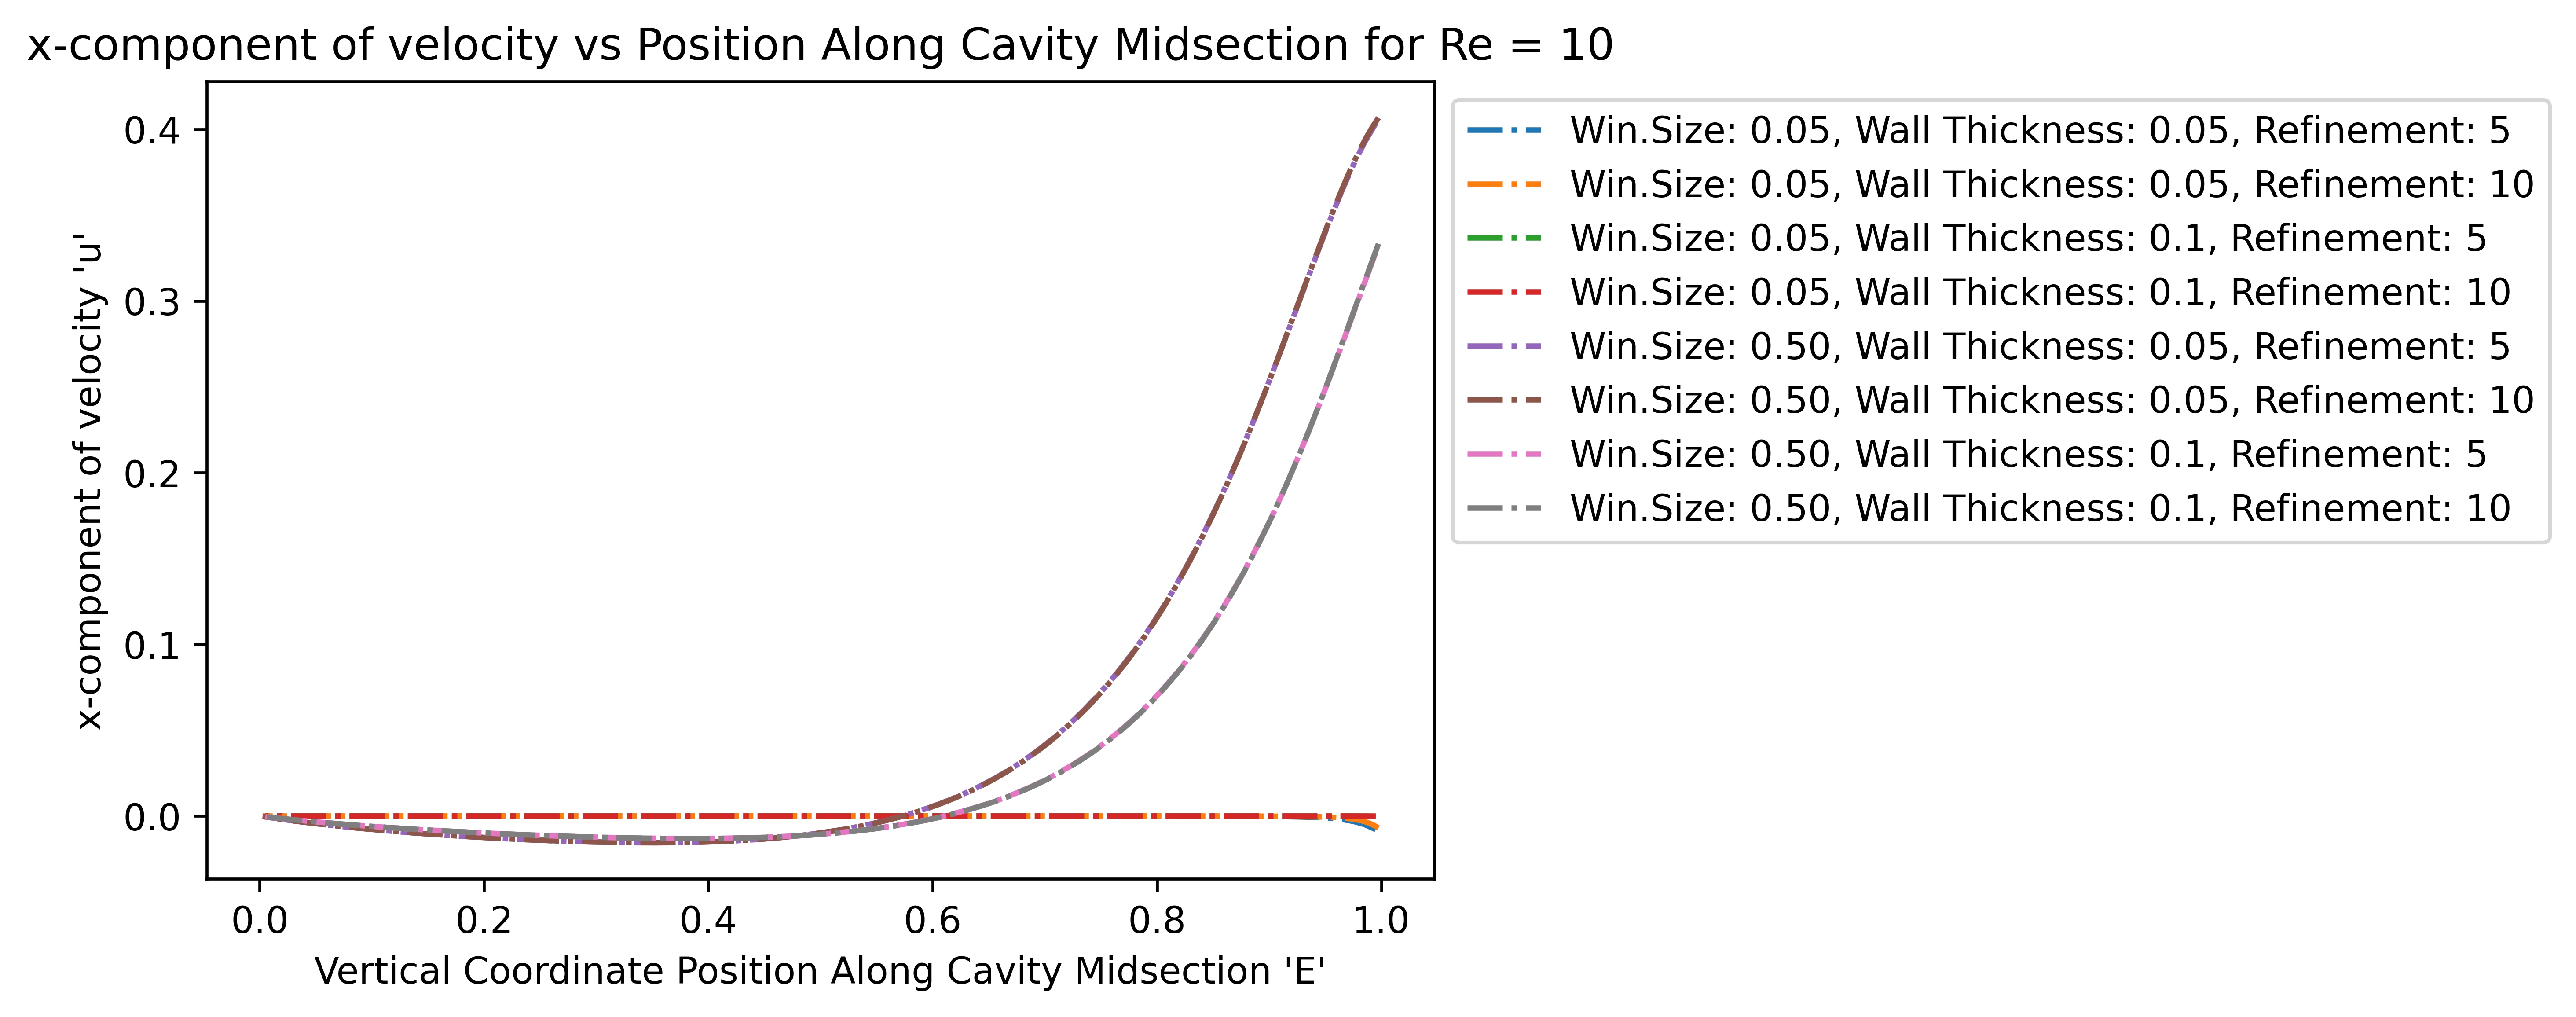 x-component of velocity vs Position Along Cavity Midsection for Re = 10
x-component of velocity 'u'
0.4
0.3
0.2
0.1
0.0
0.0 0.2 0.4 0.6 0.8 1.0
Vertical Coordinate Position Along Cavity Midsection 'E'
Win.Size: 0.05, Wall Thickness: 0.05, Refinement: 5
Win.Size: 0.05, Wall Thickness: 0.05, Refinement: 10
Win.Size: 0.05, Wall Thickness: 0.1, Refinement: 5
Win.Size: 0.05, Wall Thickness: 0.1, Refinement: 10
Win.Size: 0.50, Wall Thickness: 0.05, Refinement: 5
Win.Size: 0.50, Wall Thickness: 0.05, Refinement: 10
Win.Size: 0.50, Wall Thickness: 0.1, Refinement: 5
Win.Size: 0.50, Wall Thickness: 0.1, Refinement: 10